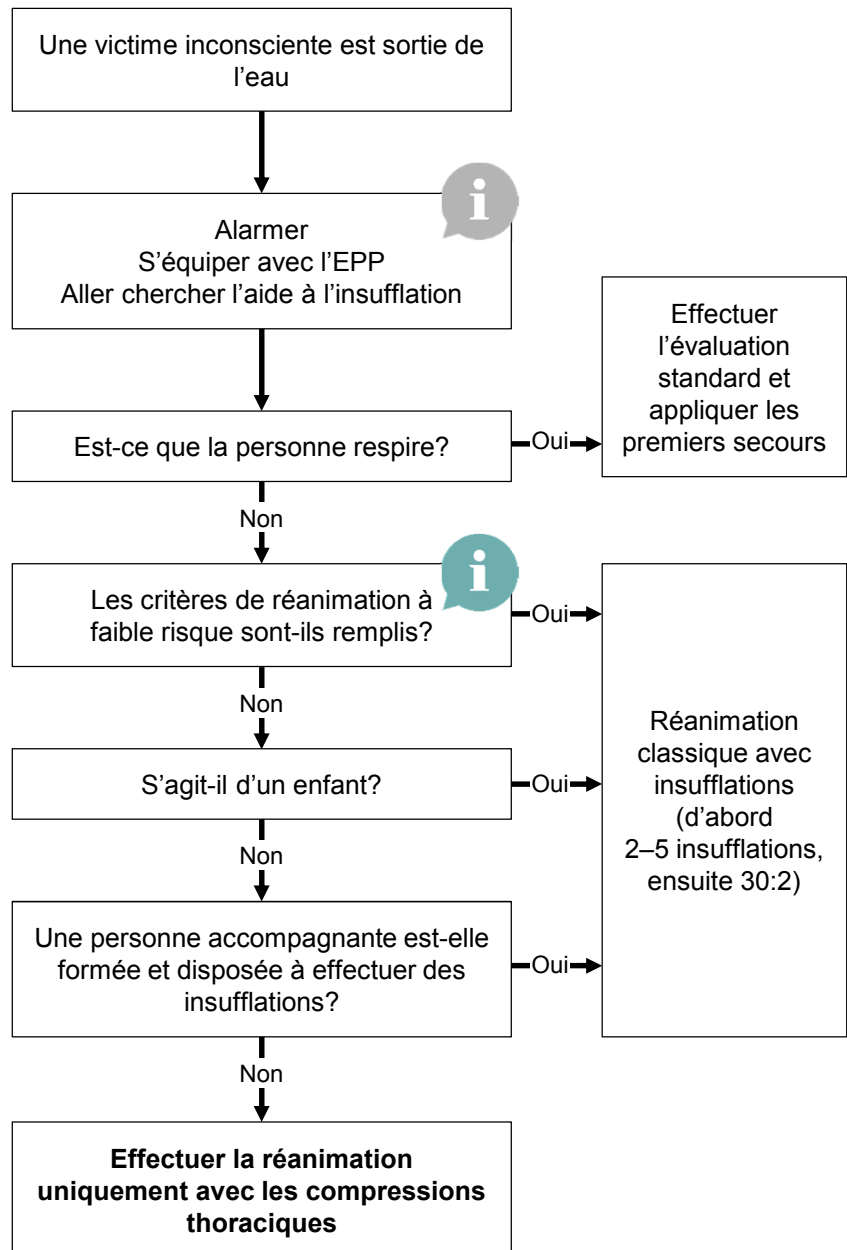 Une victime inconsciente est sortie de
l'eau
i
Alarmer
S'équiper avec l'EPP
Aller chercher l'aide à l'insufflation
Est-ce que la personne respire?
Oui
Effectuer
l'évaluation
standard et
appliquer les
premiers secours
Non
i
Les critères de réanimation à
faible risque sont-ils remplis?
Oui
Non
S'agit-il d'un enfant?
Oui
Réanimation
classique avec
insufflations
(d'abord
2–5 insufflations,
ensuite 30:2)
Non
Une personne accompagnante est-elle
formée et disposée à effectuer des
insufflations?
Oui
Non
Effectuer la réanimation
uniquement avec les compressions
thoraciques